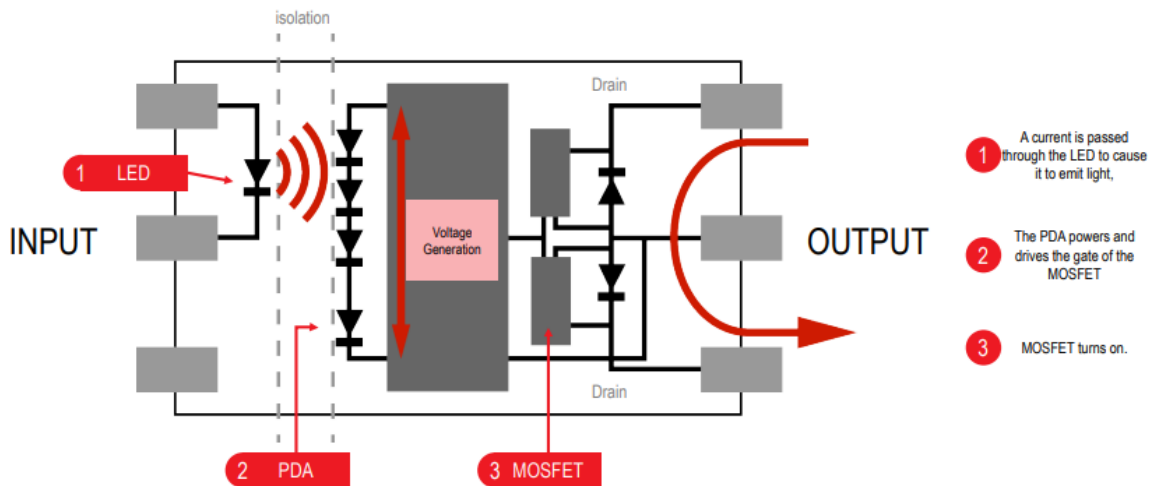 isolation
Drain
1 LED
INPUT
Voltage
Generation
OUTPUT
Drain
2 PDA
3 MOSFET
1
A current is passed
through the LED to cause
it to emit light,
2
The PDA powers and
drives the gate of the
MOSFET
3
MOSFET turns on.